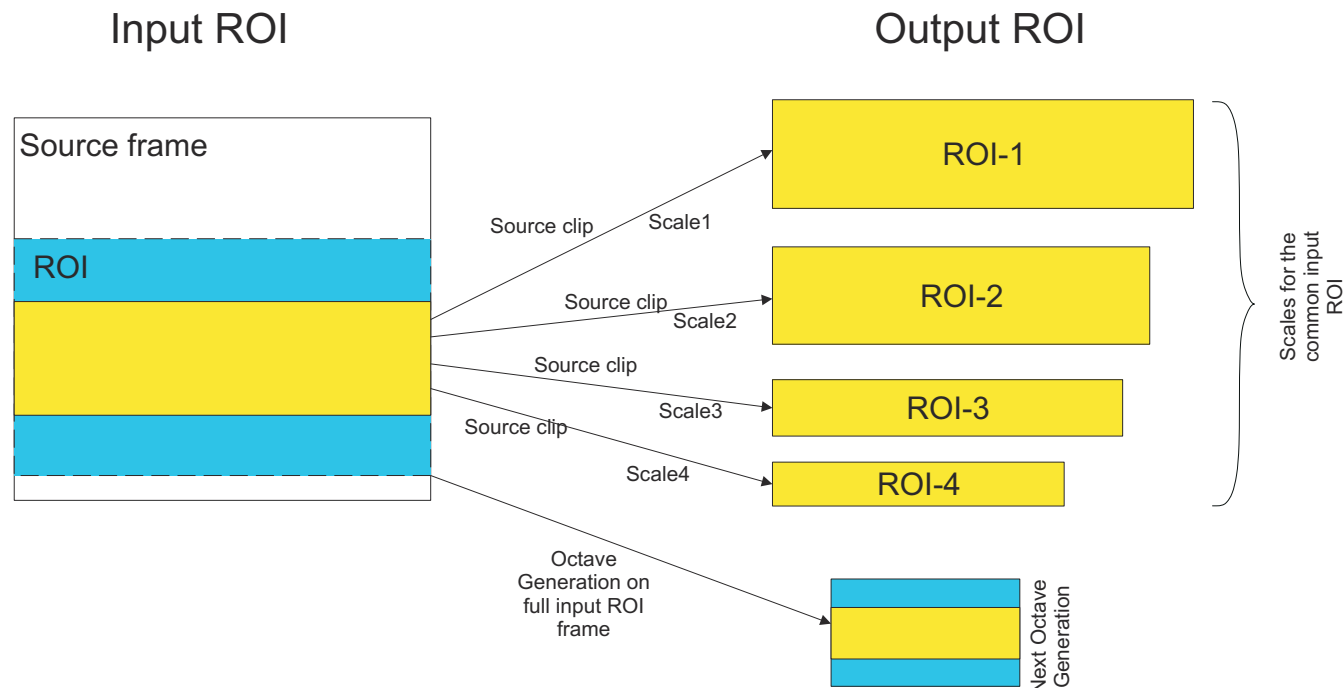 Input ROI
Output ROI
Source frame
ROI
Source clip
Scale1
Source clip
Scale2
Source clip
Scale3
Source clip
Scale4
ROI-1
ROI-2
ROI-3
ROI-4
Scales for the
common input
ROI
Octave
Generation on
full input ROI
frame
Next Octave
Generation